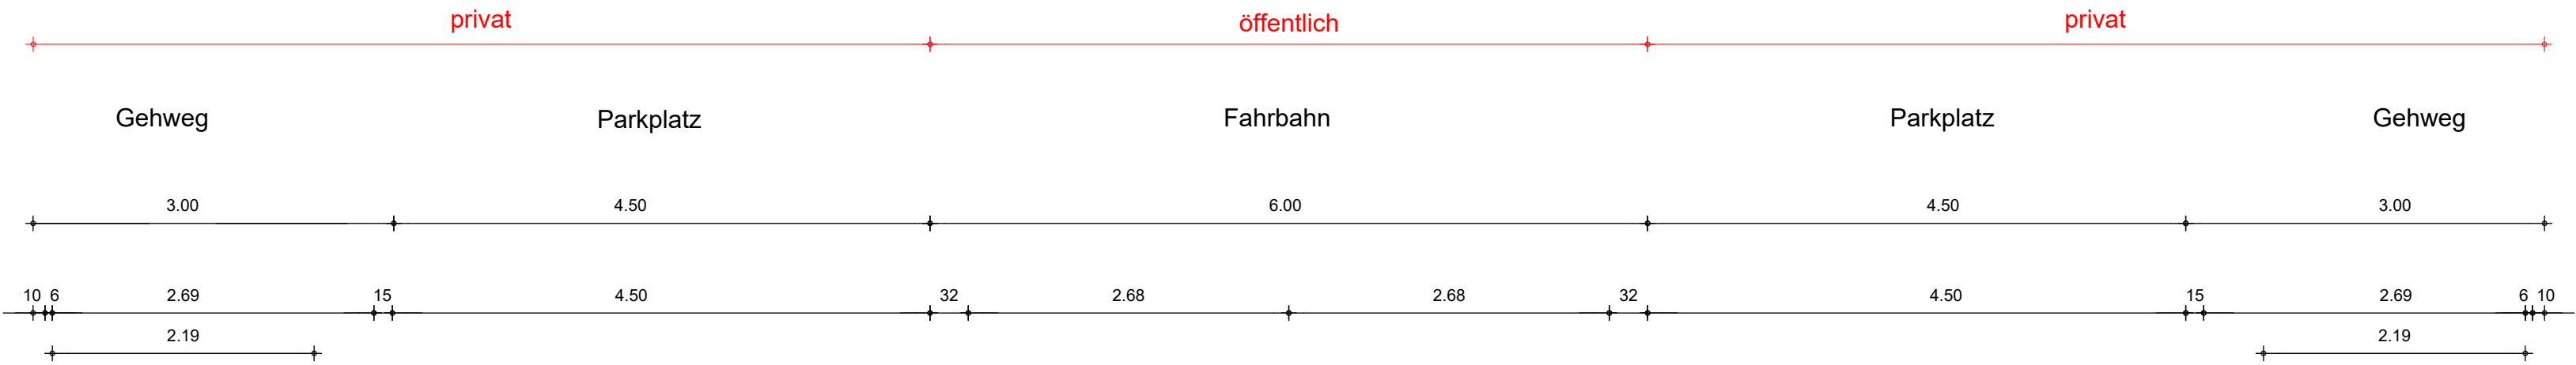 privat öffentlich privat
Gehweg Parkplatz Fahrbahn Parkplatz Gehweg
3.00 4.50 6.00 4.50 3.00
10 6 2.69 15 4.50 32 2.68 2.68 32 4.50 15 2.69 6 10
2.19 2.19